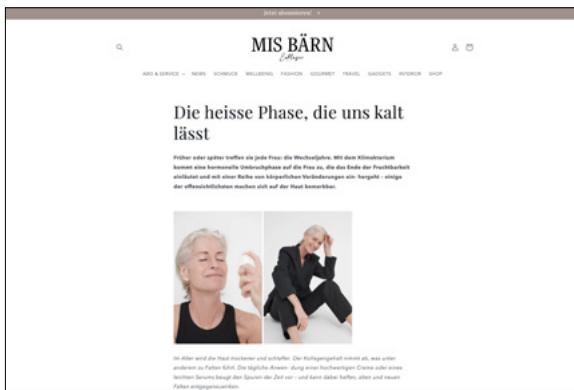 Jetzt abonnieren!
MIS BÄRN
ABO & SERVICE NEWS SCHMUCK WELLBEING FASHION GOURMET TRAVEL GADGETS INTERIOR SHOP
Die heisse Phase, die uns kalt
lässt
Früher oder später treffen sie jede Frau: die Wechseljahre. Mit dem Klimakterium
kommt eine hormonelle Umbruchphase auf die Frau zu, die das Ende der Fruchtbarkeit
einläutet und mit einer Reihe von körperlichen Veränderungen ein- hergeht – einige
der offensichtlichsten machen sich auf der Haut bemerkbar.
Im Alter wird die Haut trockener und schlaffer. Der Kollagengehalt nimmt ab, was unter
anderem zu Falten führt. Die tägliche Anwen- dung einer hochwertigen Creme oder eines
leichten Serums beugt den Spuren der Zeit vor – und kann dabei helfen, alten und neuen
Falten entgegenzuwirken.